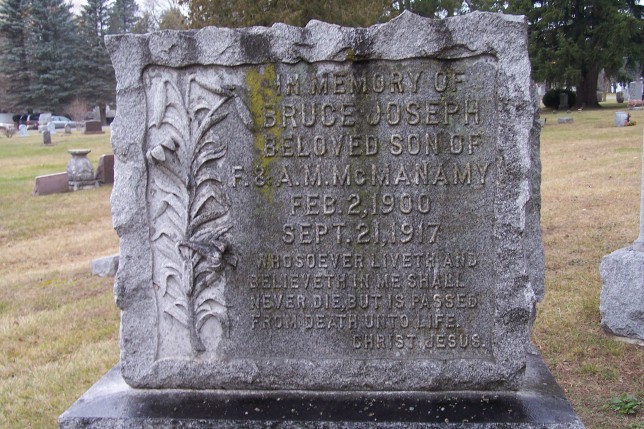 IN MEMORY OF
BRUCE JOSEPH
BELOVED SON OF
F. & A. M. MCMANAMY
FEB. 2, 1900
SEPT. 21, 1917
WHOSOEVER LIVETH AND
BELIEVETH IN ME SHALL
NEVER DIE, BUT IS PASSED
FROM DEATH UNTO LIFE.
CHRIST, JESUS.